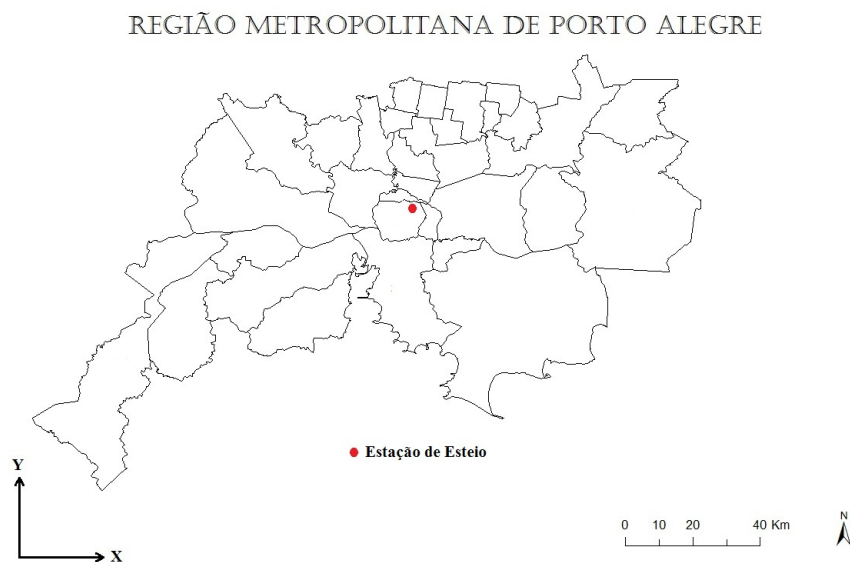 REGIÃO METROPOLITANA DE PORTO ALEGRE
Estação de Esteio
Y
X
0 10 20 40 Km
N